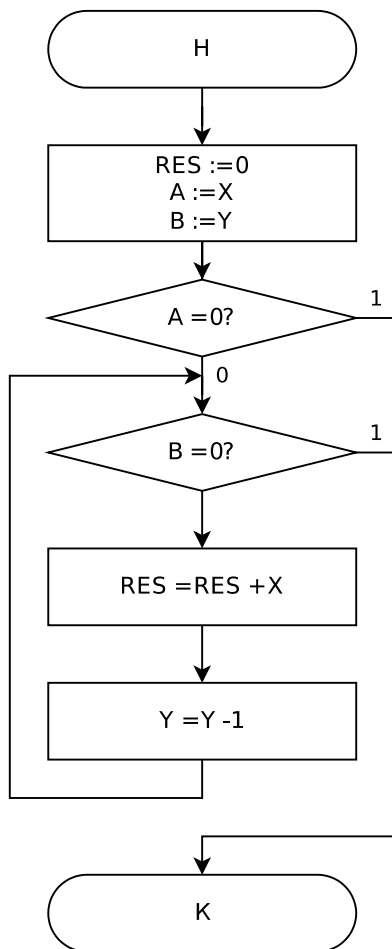 Н
RES :=0
A :=X
B :=Y
A =0?
1
0
B =0?
1
RES =RES +X
Y =Y -1
К